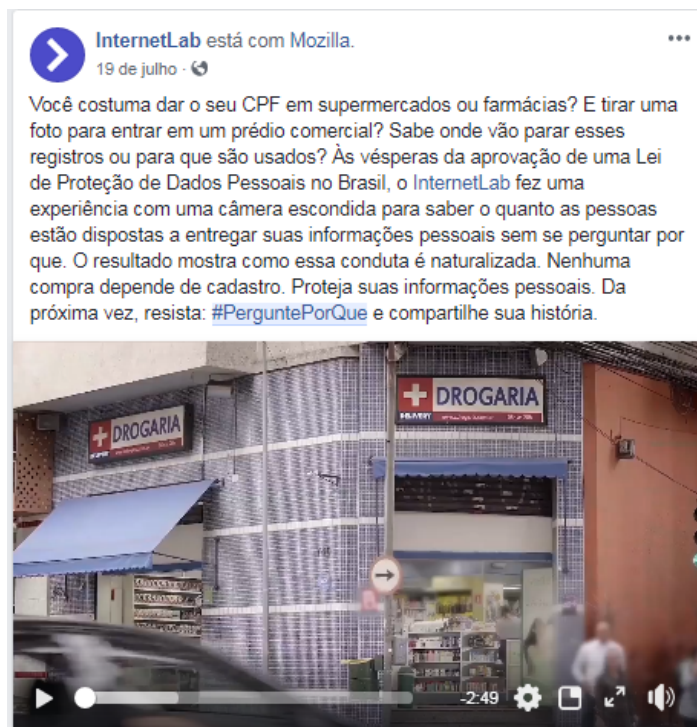 InternetLab está com Mozilla.
19 de julho ·
Você costuma dar o seu CPF em supermercados ou farmácias? E tirar uma
foto para entrar em um prédio comercial? Sabe onde vão parar esses
registros ou para que são usados? Às vésperas da aprovação de uma Lei
de Proteção de Dados Pessoais no Brasil, o InternetLab fez uma
experiência com uma câmera escondida para saber o quanto as pessoas
estão dispostas a entregar suas informações pessoais sem se perguntar por
que. O resultado mostra como essa conduta é naturalizada. Nenhuma
compra depende de cadastro. Proteja suas informações pessoais. Da
próxima vez, resista: #PerguntePorQue e compartilhe sua história.
DROGARIA
DROGARIA
DELIVERY
-2:49